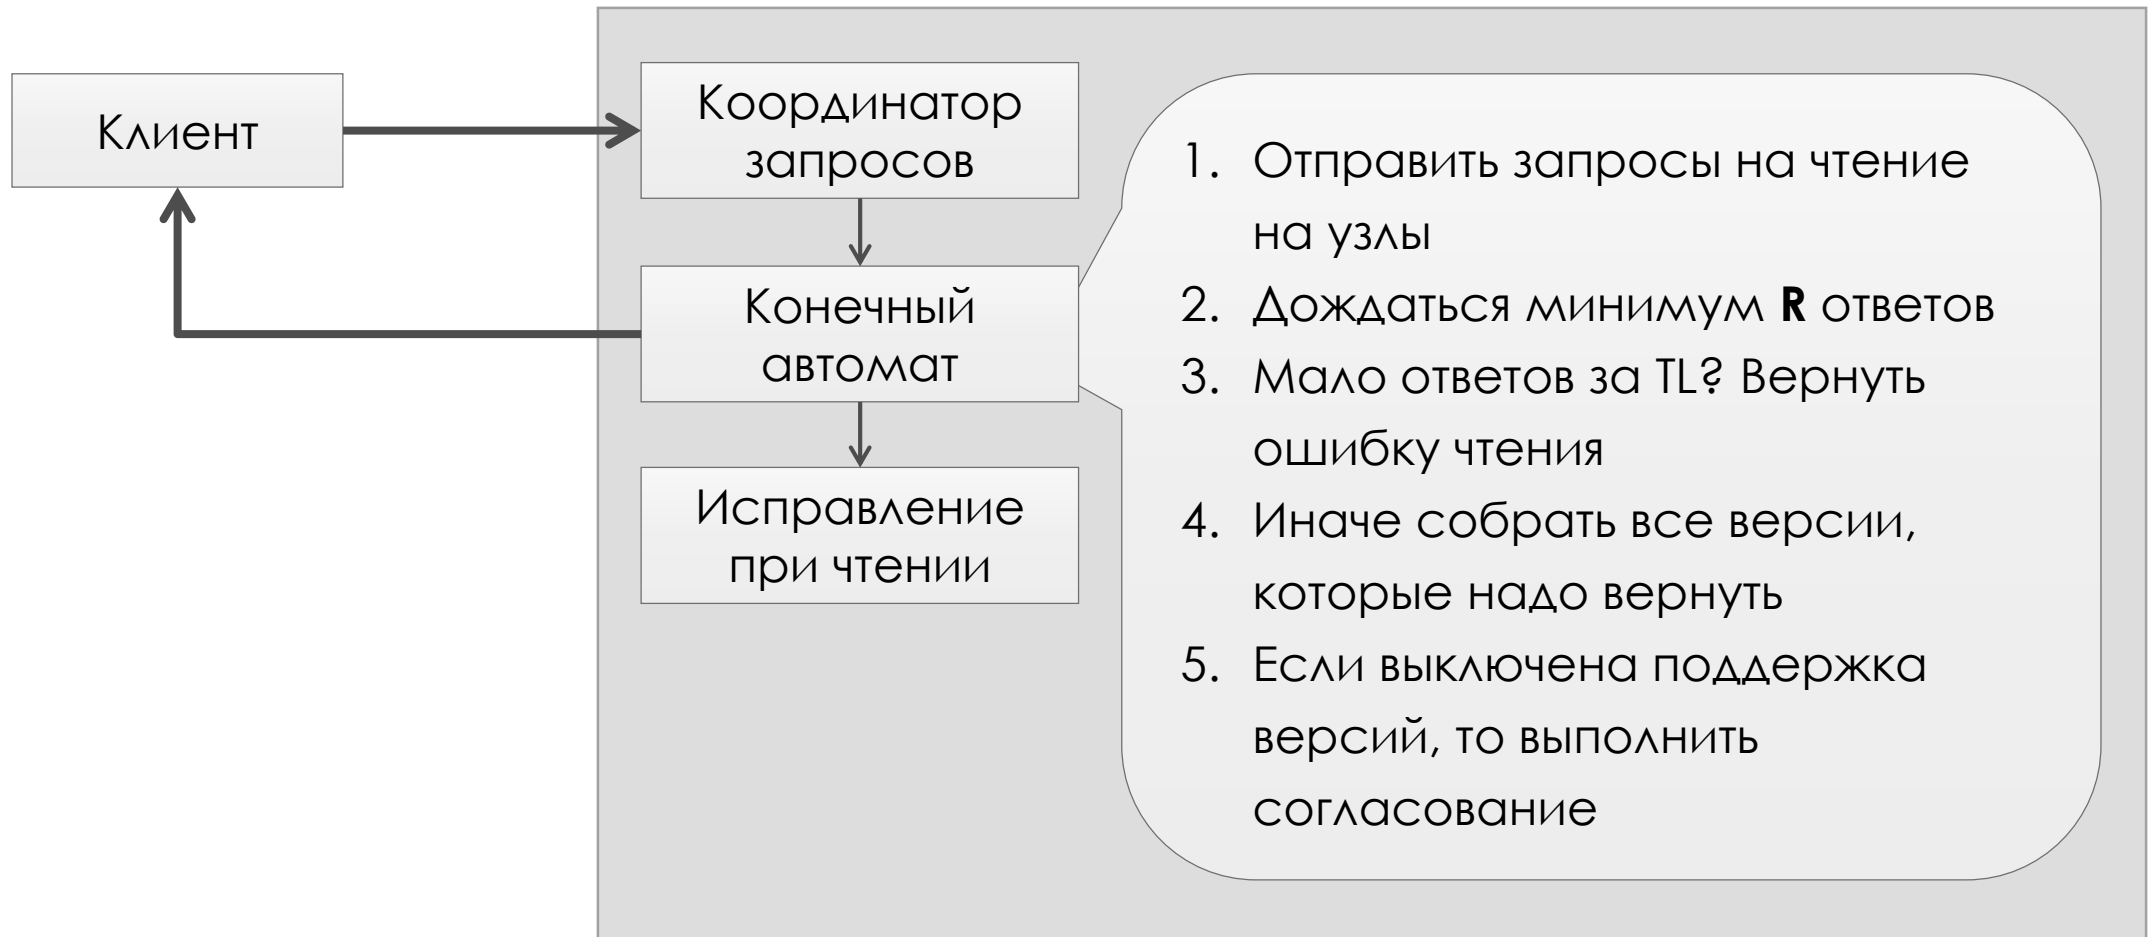 Клиент
Координатор
запросов
Конечный
автомат
Исправление
при чтении
1. Отправить запросы на чтение
на узлы
2. Дождаться минимум R ответов
3. Мало ответов за TL? Вернуть
ошибку чтения
4. Иначе собрать все версии,
которые надо вернуть
5. Если выключена поддержка
версий, то выполнить
согласование